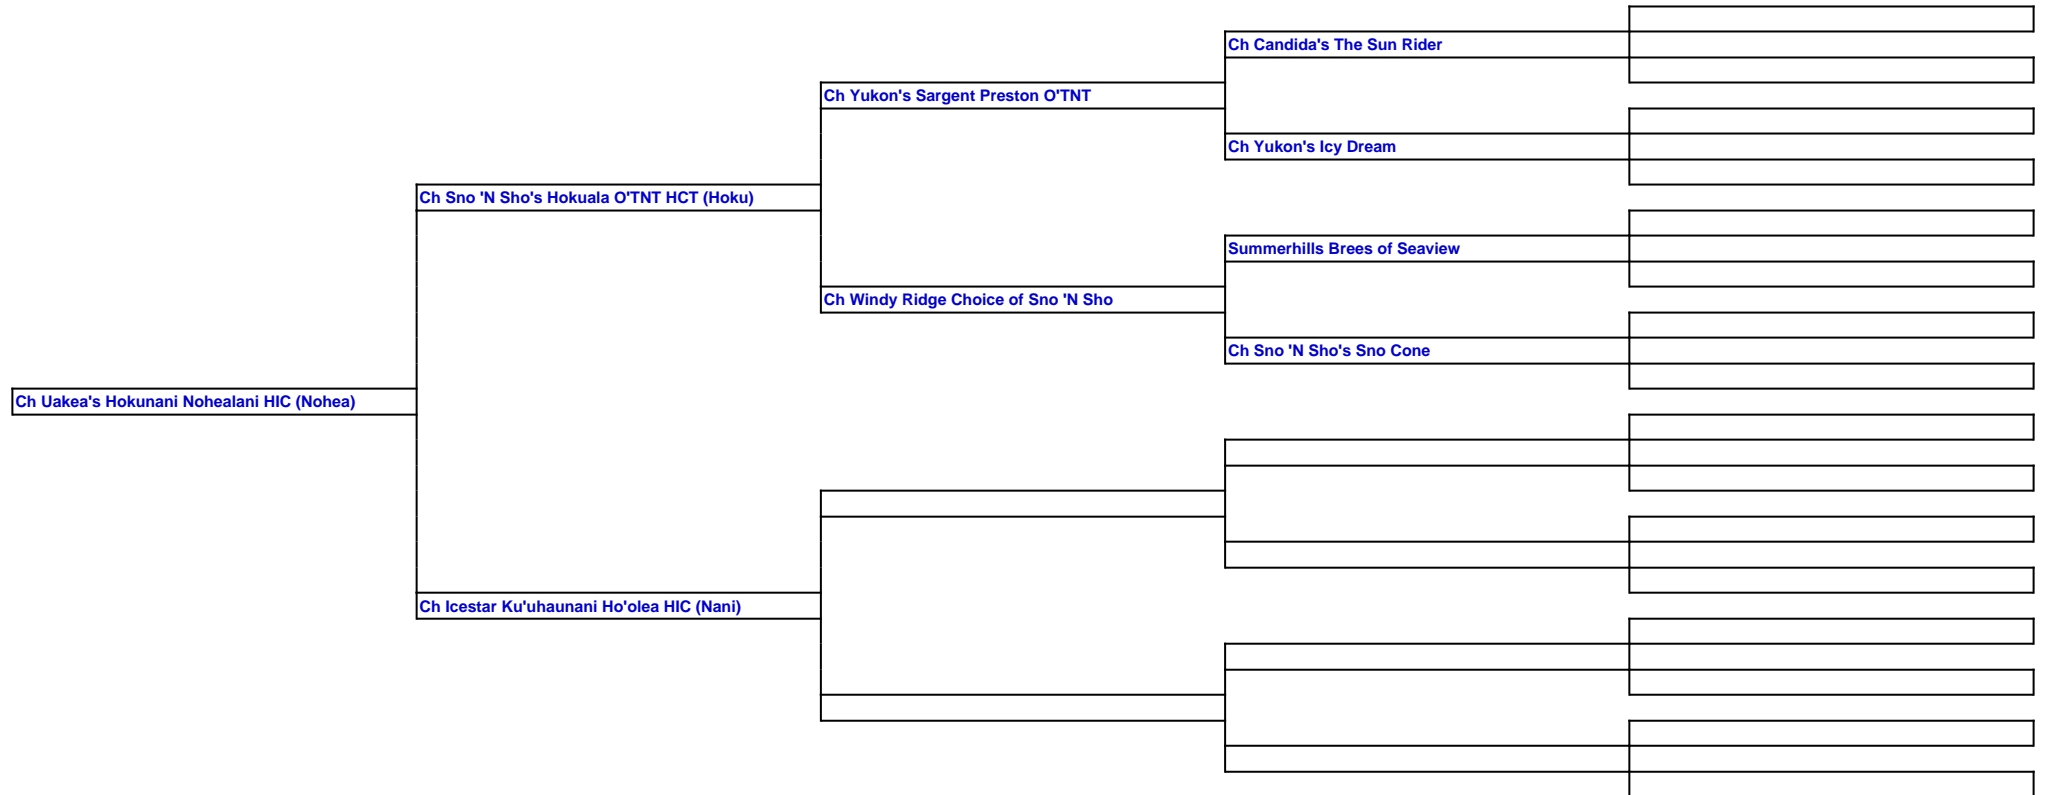 Ch Candida's The Sun Rider
Ch Yukon's Sargent Preston O'TNT
Ch Yukon's Icy Dream
Ch Sno 'N Sho's Hokuala O'TNT HCT (Hoku)
Summerhills Brees of Seaview
Ch Windy Ridge Choice of Sno 'N Sho
Ch Sno 'N Sho's Sno Cone
Ch Uakea's Hokunani Nohealani HIC (Nohea)
Ch Icestar Ku'uhaunani Ho'olea HIC (Nani)